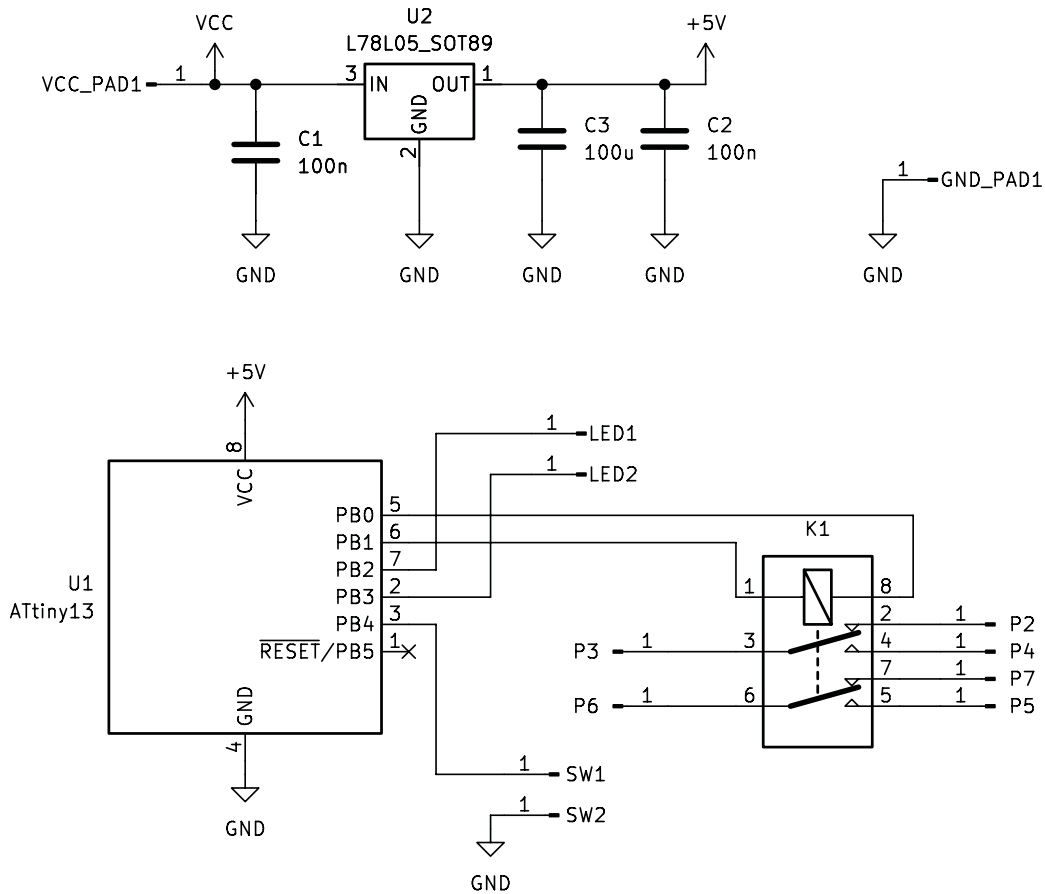 VCC
U2
L78L05_SOT89
+5V
VCC_PAD1 1
3 IN OUT 1
GND
2
C1
100n
C3
100u
C2
100n
1 GND_PAD1
GND
GND
GND
GND
GND
+5V
8
VCC
1 LED1
1 LED2
PB0 5
PB1 6
PB2 7
PB3 2
PB4 3
RESET/PB5 1
U1
ATtiny13
GND
4
GND
K1
1
8
2 1 P2
P3 1 3
4 1 P4
7 1 P7
P6 1 6
5 1 P5
1 SW1
1 SW2
GND